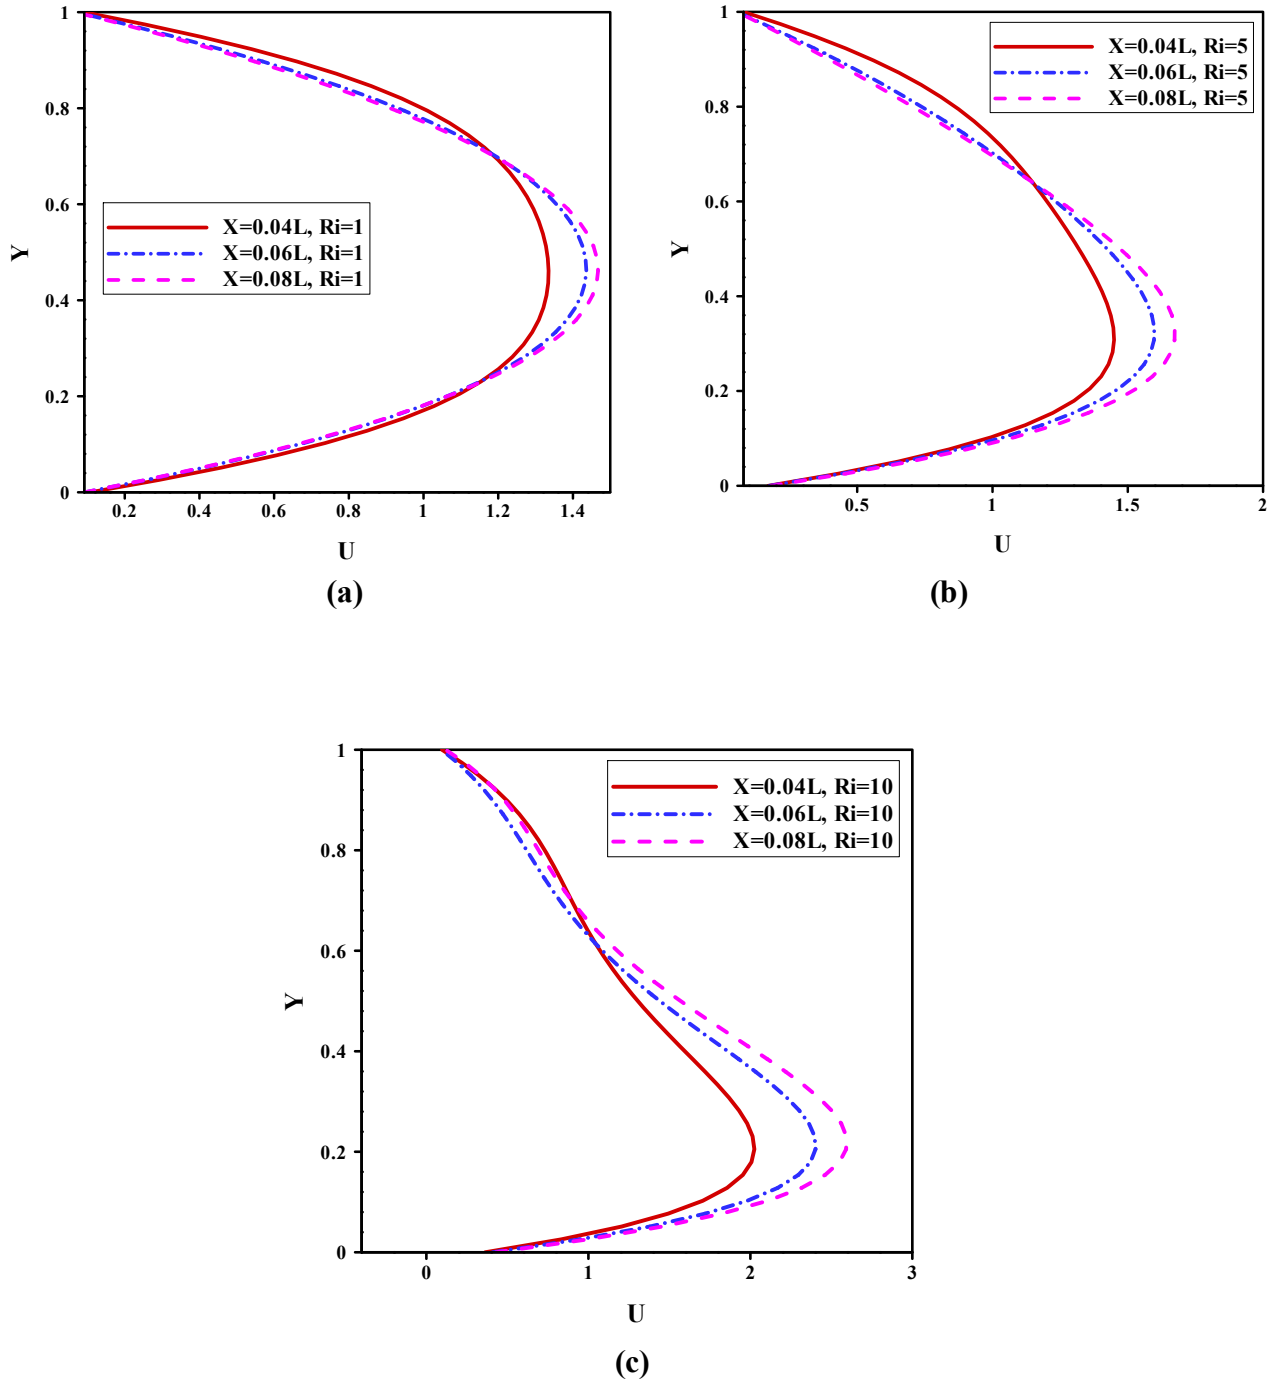 1
0.8
0.6
0.4
0.2
0
Y
X=0.04L, Ri=1
X=0.06L, Ri=1
X=0.08L, Ri=1
0.2 0.4 0.6 0.8 1 1.2 1.4
U
(a)
1
0.8
0.6
0.4
0.2
0
Y
X=0.04L, Ri=5
X=0.06L, Ri=5
X=0.08L, Ri=5
0.5 1 1.5 2
U
(b)
1
0.8
0.6
0.4
0.2
0
Y
X=0.04L, Ri=10
X=0.06L, Ri=10
X=0.08L, Ri=10
0 1 2 3
U
(c)